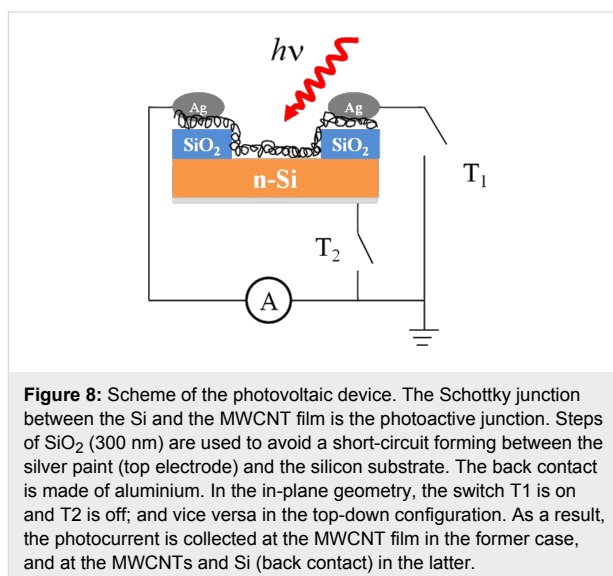 hν
Ag
Ag
SiO₂
SiO₂
n-Si
T₁
T₂
A
Figure 8: Scheme of the photovoltaic device. The Schottky junction
between the Si and the MWCNT film is the photoactive junction. Steps
of SiO₂ (300 nm) are used to avoid a short-circuit forming between the
silver paint (top electrode) and the silicon substrate. The back contact
is made of aluminium. In the in-plane geometry, the switch T1 is on
and T2 is off; and vice versa in the top-down configuration. As a result,
the photocurrent is collected at the MWCNT film in the former case,
and at the MWCNTs and Si (back contact) in the latter.